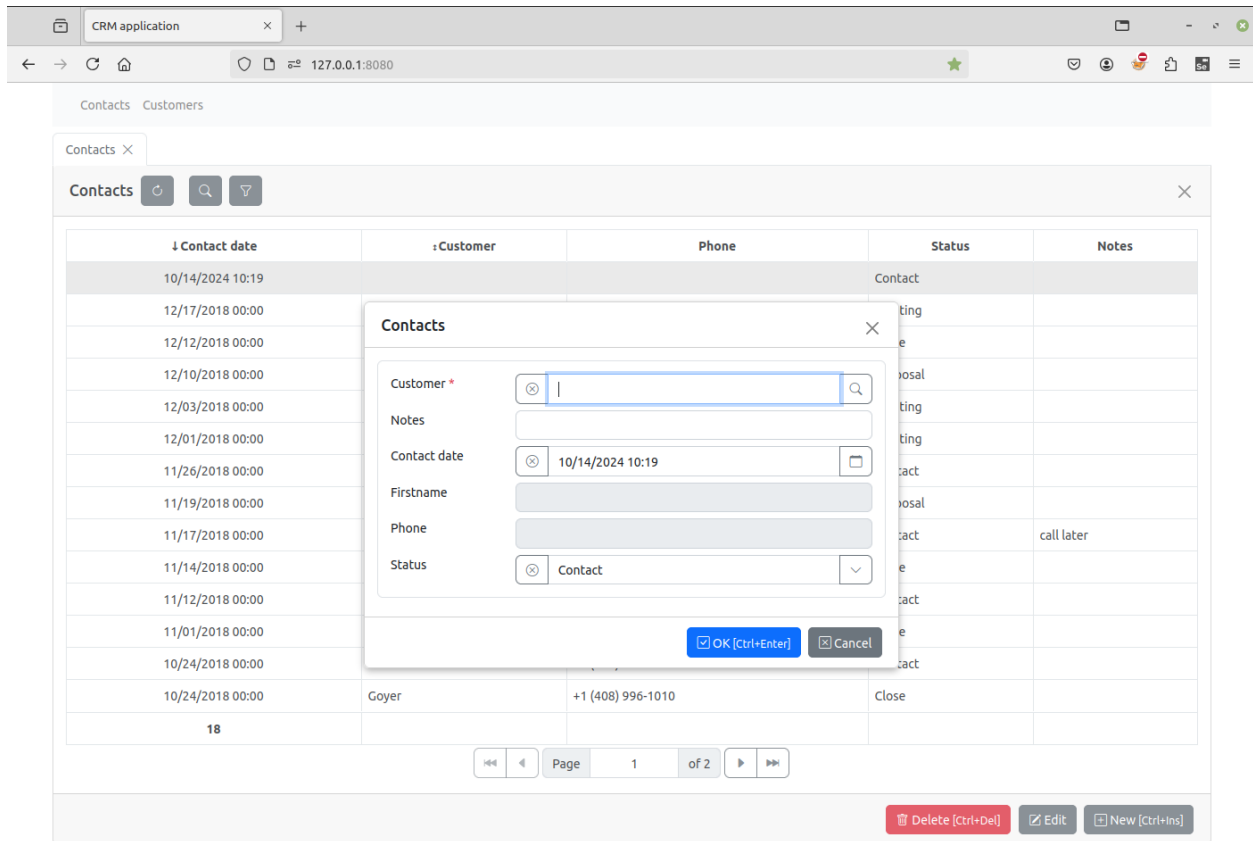 CRM application
127.0.0.1:8080
Contacts Customers
Contacts
Contacts
Contact date Customer Phone Status Notes
10/14/2024 10:19 Contact
12/17/2018 00:00
12/12/2018 00:00
12/10/2018 00:00
12/03/2018 00:00
12/01/2018 00:00
11/26/2018 00:00
11/19/2018 00:00
11/17/2018 00:00 call later
11/14/2018 00:00
11/12/2018 00:00
11/01/2018 00:00
10/24/2018 00:00
10/24/2018 00:00 Goyer +1 (408) 996-1010 Close
18
Page 1 of 2
Delete [Ctrl+Del] Edit New [Ctrl+Ins]
Contacts
Customer *
Notes
Contact date 10/14/2024 10:19
Firstname
Phone
Status Contact
OK [Ctrl+Enter] Cancel